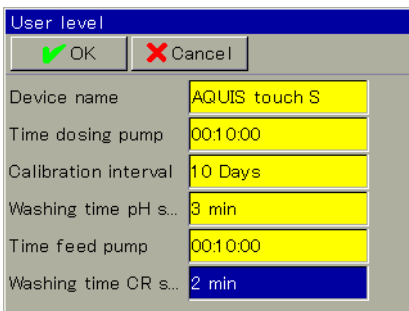 User level
OK Cancel
Device name AQUIS touch S
Time dosing pump 00:10:00
Calibration interval 10 Days
Washing time pH s... 3 min
Time feed pump 00:10:00
Washing time CR s... 2 min